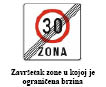 30
ZONA
Završetak zone u kojoj je
ograničena brzina